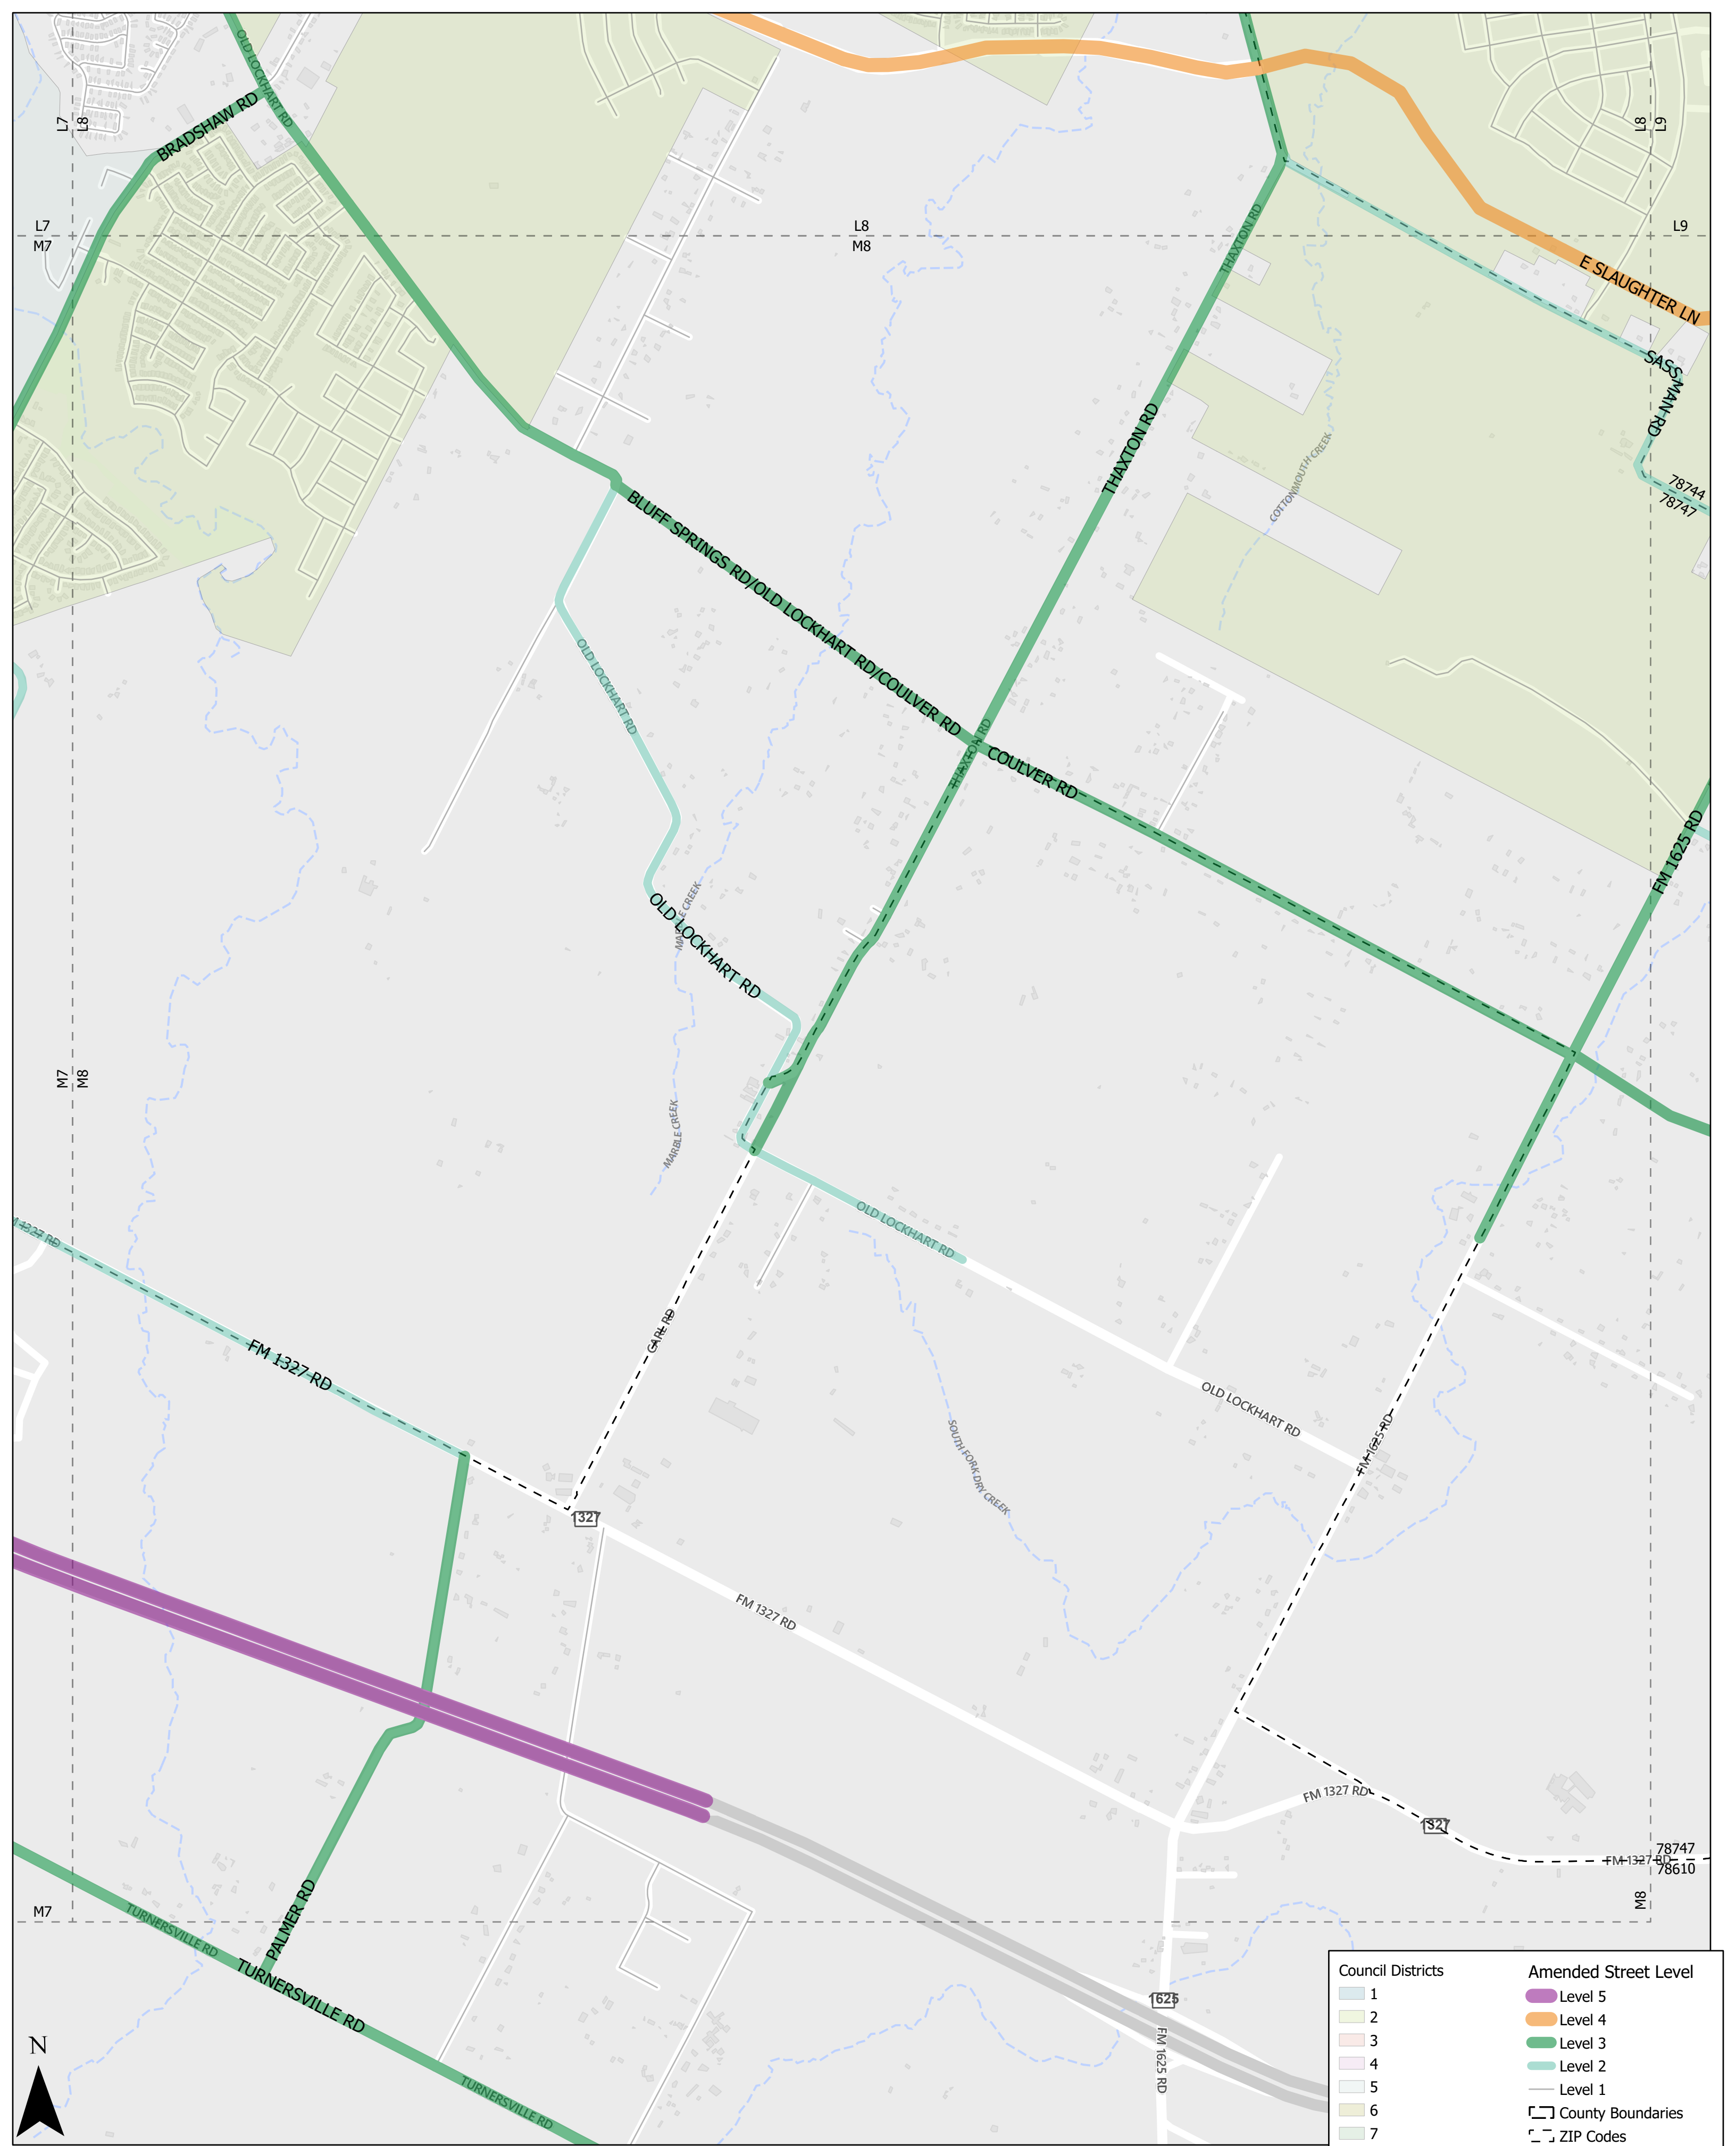 OLD LOCKHART RD
BRADSHAW RD
L7
L8
L8
L9
L7
M7
L8
M8
L9
THAXTON RD
E SLAUGHTER LN
SASSMAN RD
THAXTON RD
COTTONMOUTH CREEK
78744
78747
BLUFF SPRINGS RD/OLD LOCKHART RD/COULVER RD
OLD LOCKHART RD
THAXTON RD
COULVER RD
FM 1625 RD
MARBLE CREEK
OLD LOCKHART RD
M7
M8
MARBLE CREEK
OLD LOCKHART RD
M 1327 RD
CARL RD
FM 1327 RD
OLD LOCKHART RD
FM 1625 RD
SOUTH FORK DRY CREEK
1327
FM 1327 RD
FM 1327 RD
1327
78747
FM 1327 RD
78610
M7
M8
PALMER RD
TURNERSVILLE RD
TURNERSVILLE RD
1625
FM 1625 RD
TURNERSVILLE RD
N
Council Districts
1
2
3
4
5
6
7
Amended Street Level
Level 5
Level 4
Level 3
Level 2
Level 1
County Boundaries
ZIP Codes